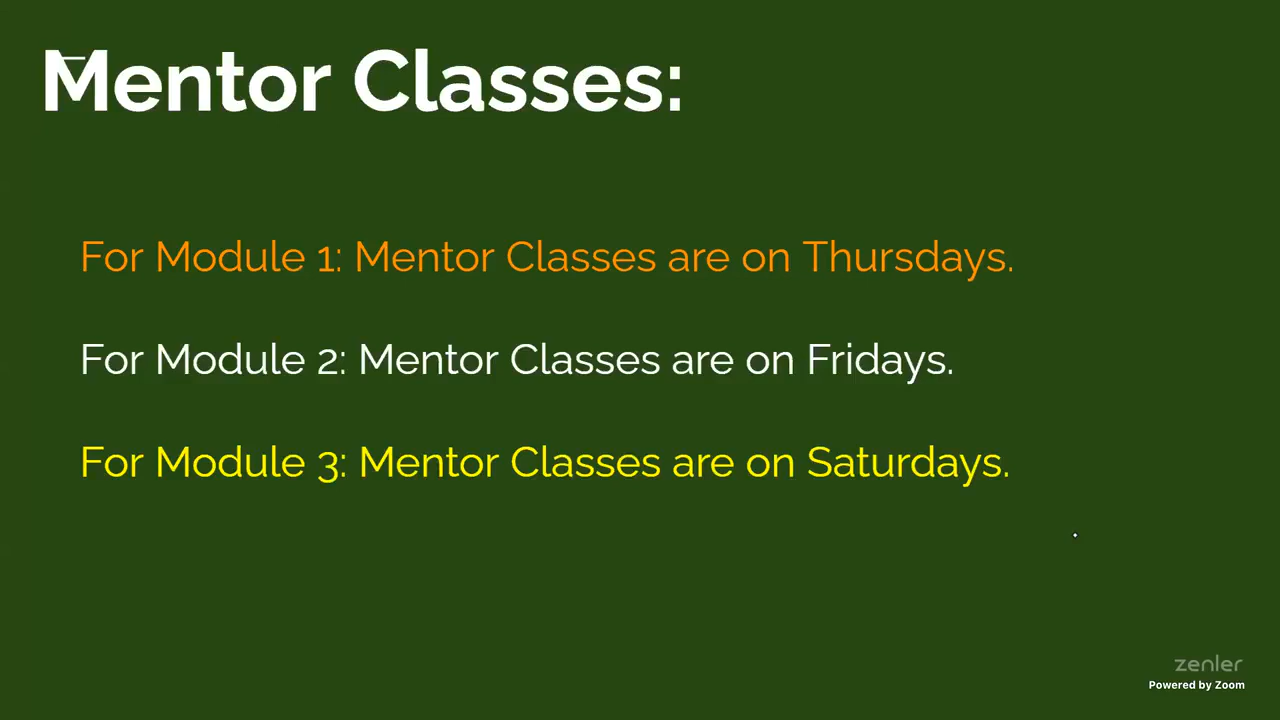 Mentor Classes:
For Module 1: Mentor Classes are on Thursdays.
For Module 2: Mentor Classes are on Fridays.
For Module 3: Mentor Classes are on Saturdays.
zenler
Powered by Zoom